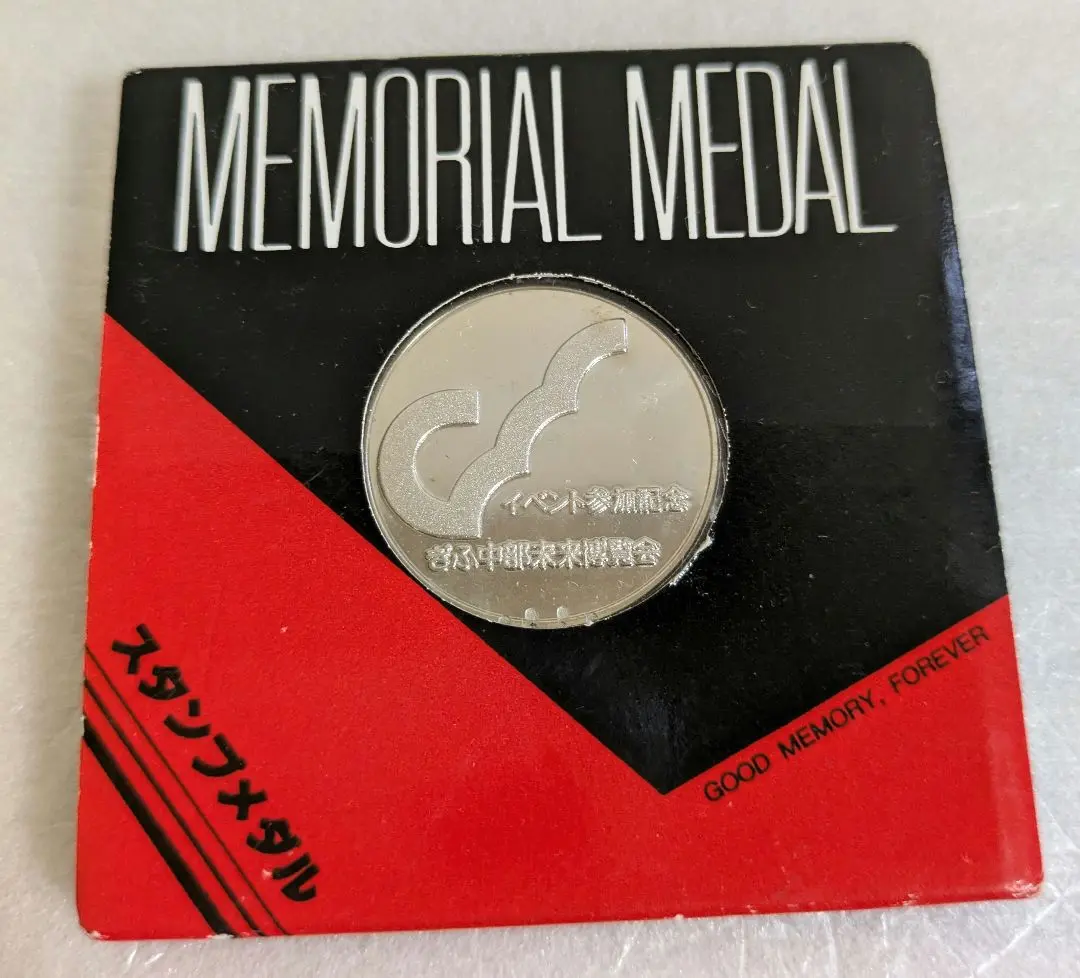 MEMORIAL MEDAL
イベント参加記念
ぎふ中部未来博覧会
スタンプメダル
GOOD MEMORY, FOREVER